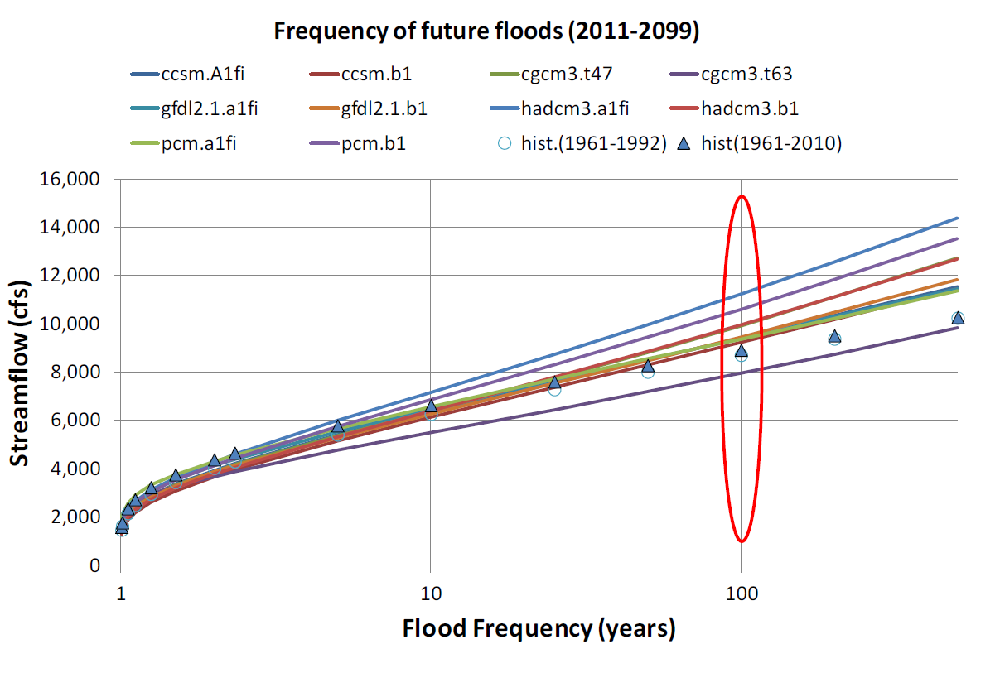 Frequency of future floods (2011-2099)
ccsm.A1fi ccsm.b1 cgcm3.t47 cgcm3.t63
gfdl2.1.a1fi gfdl2.1.b1 hadcm3.a1fi hadcm3.b1
pcm.a1fi pcm.b1 hist.(1961-1992) hist(1961-2010)
16,000
14,000
12,000
10,000
8,000
6,000
4,000
2,000
0
Streamflow (cfs)
1 10 100
Flood Frequency (years)